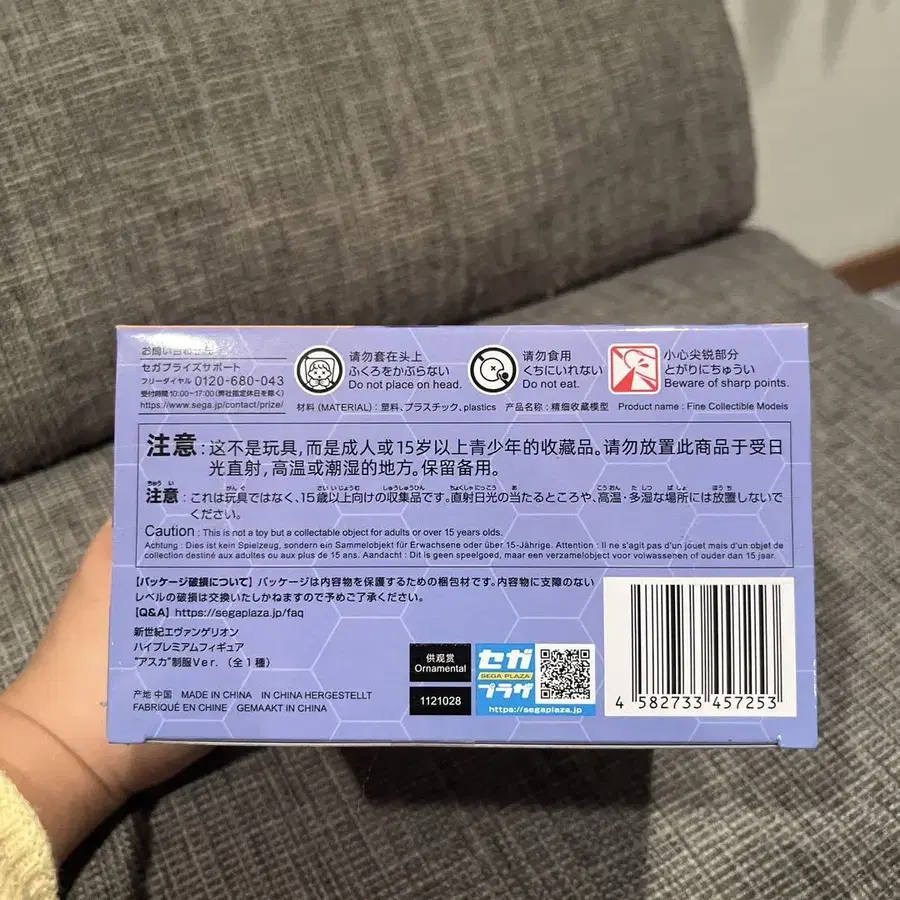 お問い合わせ先
セガプライズサポート
フリーダイヤル 0120-680-043
受付時間10:00~17:00(弊社指定休日を除く)
https://www.sega.jp/contact/prize/
请勿套在头上
ふくろをかぶらない
Do not place on head.
请勿食用
くちにいれない
Do not eat.
小心尖锐部分
とがりにちゅうい
Beware of sharp points.
材料 (MATERIAL) : 塑料、プラスチック、plastics 产品名称 : 精细收藏模型 Product name : Fine Collectible Models
注意 : 这不是玩具,而是成人或15岁以上青少年的收藏品。请勿放置此商品于受日
光直射,高温或潮湿的地方。保留备用。
注意 : これは玩具ではなく、15歳以上向けの収集品です。直射日光の当たるところや、高温・多湿な場所には放置しないで
ください。
Caution : This is not a toy but a collectable object for adults or over 15 years olds.
Achtung : Dies ist kein Spielzeug, sondern ein Sammelobjekt für Erwachsene oder über 15-Jährige. Attention : Il ne s'agit pas d'un jouet mais d'un objet de
collection destiné aux adultes ou aux plus de 15 ans. Aandacht : Dit is geen speelgoed, maar een verzamelobject voor volwassenen of ouder dan 15 jaar.
【パッケージ破損について】パッケージは内容物を保護するための梱包材です。内容物に支障のない
レベルの破損は交換いたしかねますので予めご了承ください。
【Q&A】https://segaplaza.jp/faq
新世紀エヴァンゲリオン
ハイプレミアムフィギュア
"アスカ"制服Ver. (全1種)
产地 中国 MADE IN CHINA IN CHINA HERGESTELLT
FABRIQUÉ EN CHINE GEMAAKT IN CHINA
供观赏
Ornamental
1121028
セガ
SEGA PLAZA
プラザ
https://segaplaza.jp
4 582733 457253